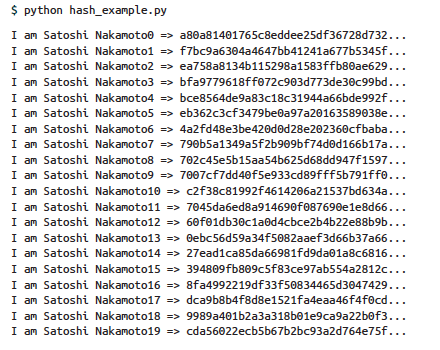 $ python hash_example.py
I am Satoshi Nakamoto0 => a80a81401765c8eddee25df36728d732...
I am Satoshi Nakamoto1 => f7bc9a6304a4647bb41241a677b5345f...
I am Satoshi Nakamoto2 => ea758a8134b115298a1583ffb80ae629...
I am Satoshi Nakamoto3 => bfa9779618ff072c903d773de30c99bd...
I am Satoshi Nakamoto4 => bce8564de9a83c18c31944a66bde992f...
I am Satoshi Nakamoto5 => eb362c3cf3479be0a97a20163589038e...
I am Satoshi Nakamoto6 => 4a2fd48e3be420d0d28e202360cfbaba...
I am Satoshi Nakamoto7 => 790b5a1349a5f2b909bf74d0d166b17a...
I am Satoshi Nakamoto8 => 702c45e5b15aa54b625d68dd947f1597...
I am Satoshi Nakamoto9 => 7007cf7dd40f5e933cd89fff5b791ff0...
I am Satoshi Nakamoto10 => c2f38c81992f4614206a21537bd634a...
I am Satoshi Nakamoto11 => 7045da6ed8a914690f087690e1e8d66...
I am Satoshi Nakamoto12 => 60f01db30c1a0d4cbce2b4b22e88b9b...
I am Satoshi Nakamoto13 => 0ebc56d59a34f5082aaef3d66b37a66...
I am Satoshi Nakamoto14 => 27ead1ca85da66981fd9da01a8c6816...
I am Satoshi Nakamoto15 => 394809fb809c5f83ce97ab554a2812c...
I am Satoshi Nakamoto16 => 8fa4992219df33f50834465d3047429...
I am Satoshi Nakamoto17 => dca9b8b4f8d8e1521fa4eaa46f4f0cd...
I am Satoshi Nakamoto18 => 9989a401b2a3a318b01e9ca9a22b0f3...
I am Satoshi Nakamoto19 => cda56022ecb5b67b2bc93a2d764e75f...